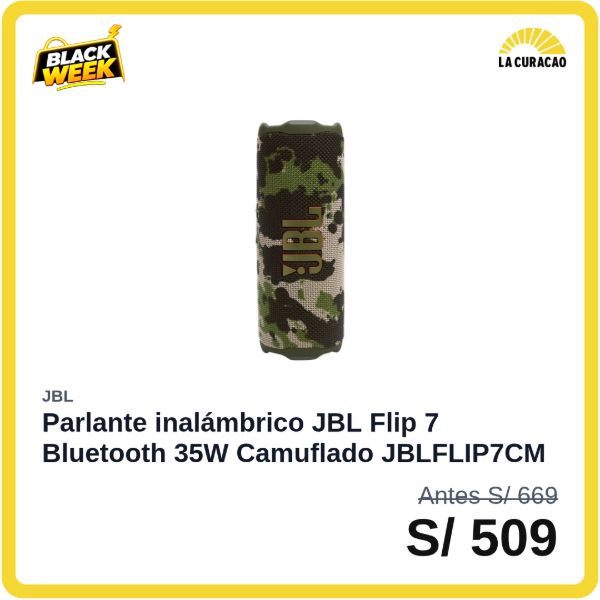 BLACK
WEEK
LA CURACAO
JBL
JBL
Parlante inalámbrico JBL Flip 7
Bluetooth 35W Camuflado JBLFLIP7CM
Antes S/ 669
S/ 509